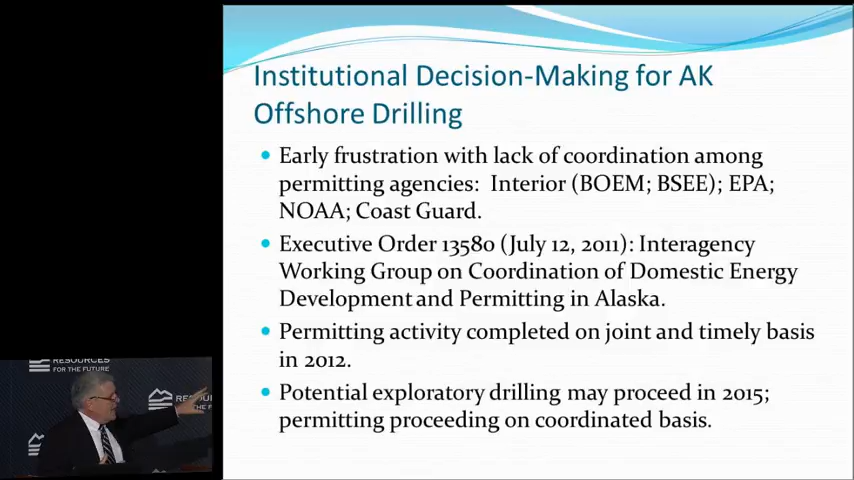 Institutional Decision-Making for AK
Offshore Drilling
• Early frustration with lack of coordination among
permitting agencies: Interior (BOEM; BSEE); EPA;
NOAA; Coast Guard.
• Executive Order 13580 (July 12, 2011): Interagency
Working Group on Coordination of Domestic Energy
Development and Permitting in Alaska.
• Permitting activity completed on joint and timely basis
in 2012.
• Potential exploratory drilling may proceed in 2015;
permitting proceeding on coordinated basis.
RESOURCES
FOR THE FUTURE